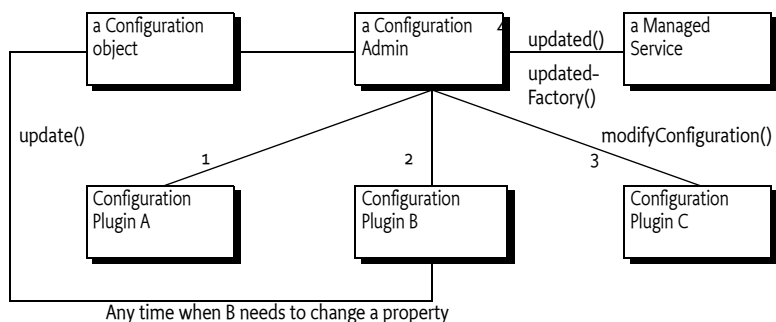 a Configuration
object
a Configuration
Admin
4
updated()
updated-
Factory()
a Managed
Service
update()
modifyConfiguration()
1
2
3
Configuration
Plugin A
Configuration
Plugin B
Configuration
Plugin C
Any time when B needs to change a property